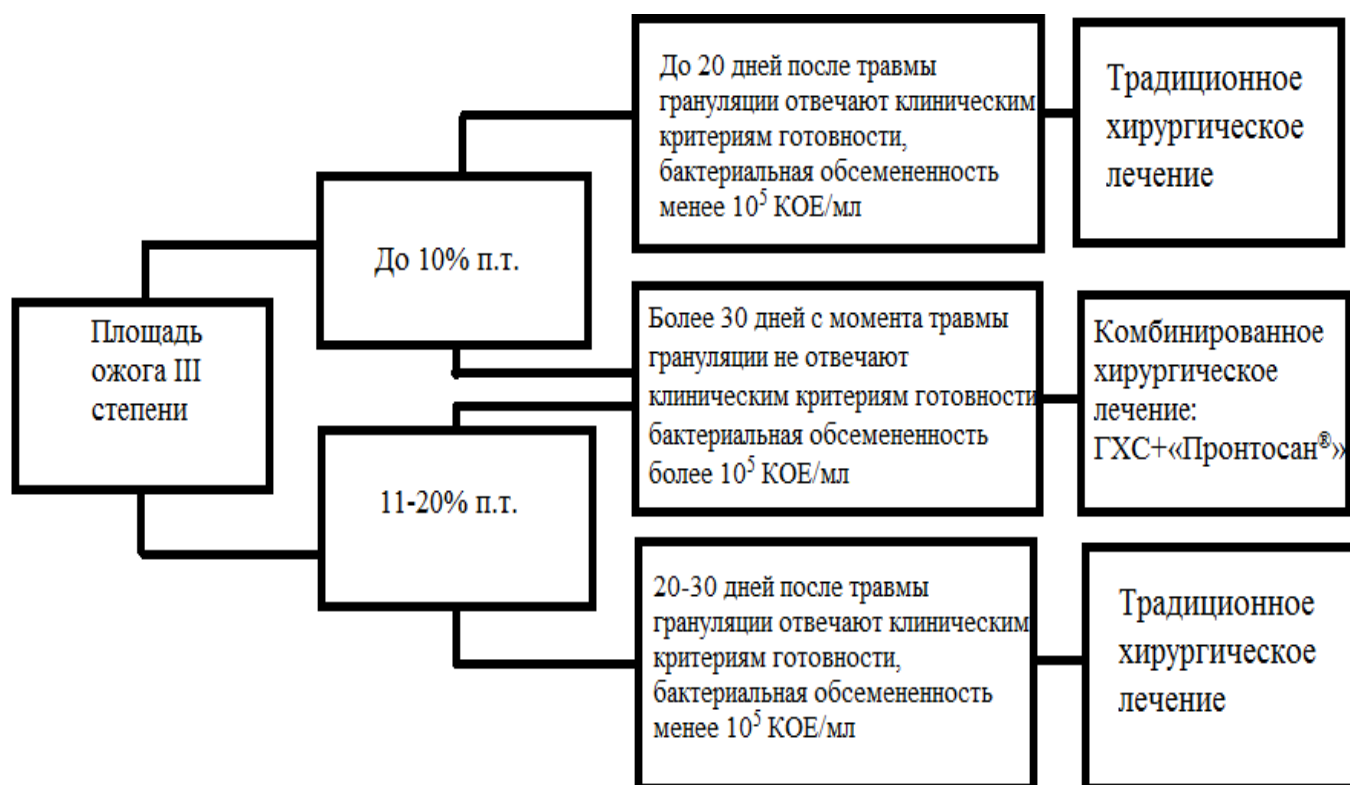 Площадь
ожога III
степени
До 10% п.т.
11-20% п.т.
До 20 дней после травмы
грануляции отвечают клиническим
критериям готовности,
бактериальная обсемененность
менее 10⁵ КОЕ/мл
Традиционное
хирургическое
лечение
Более 30 дней с момента травмы
грануляции не отвечают
клиническим критериям готовности
бактериальная обсемененность
более 10⁵ КОЕ/мл
Комбинированное
хирургическое
лечение:
ГХС+«Пронтосан®»
20-30 дней после травмы
грануляции отвечают клиническим
критериям готовности,
бактериальная обсемененность
менее 10⁵ КОЕ/мл
Традиционное
хирургическое
лечение